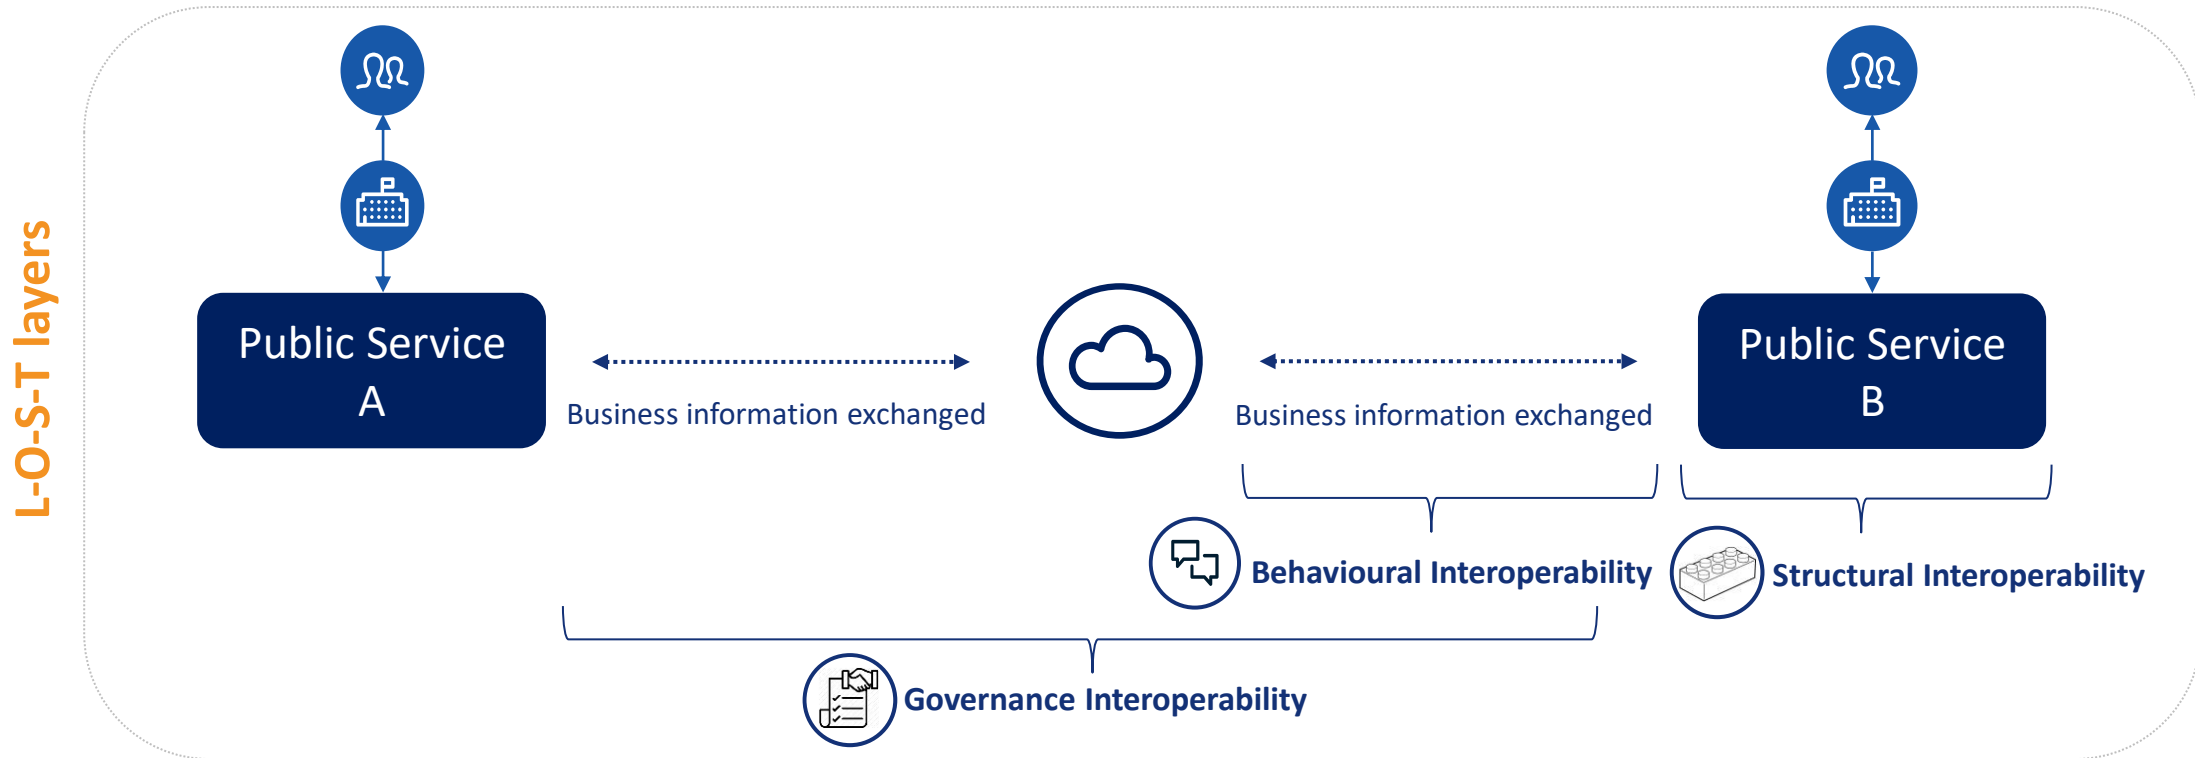 L-O-S-T layers
Public Service
A
Business information exchanged
Business information exchanged
Public Service
B
Behavioural Interoperability
Structural Interoperability
Governance Interoperability